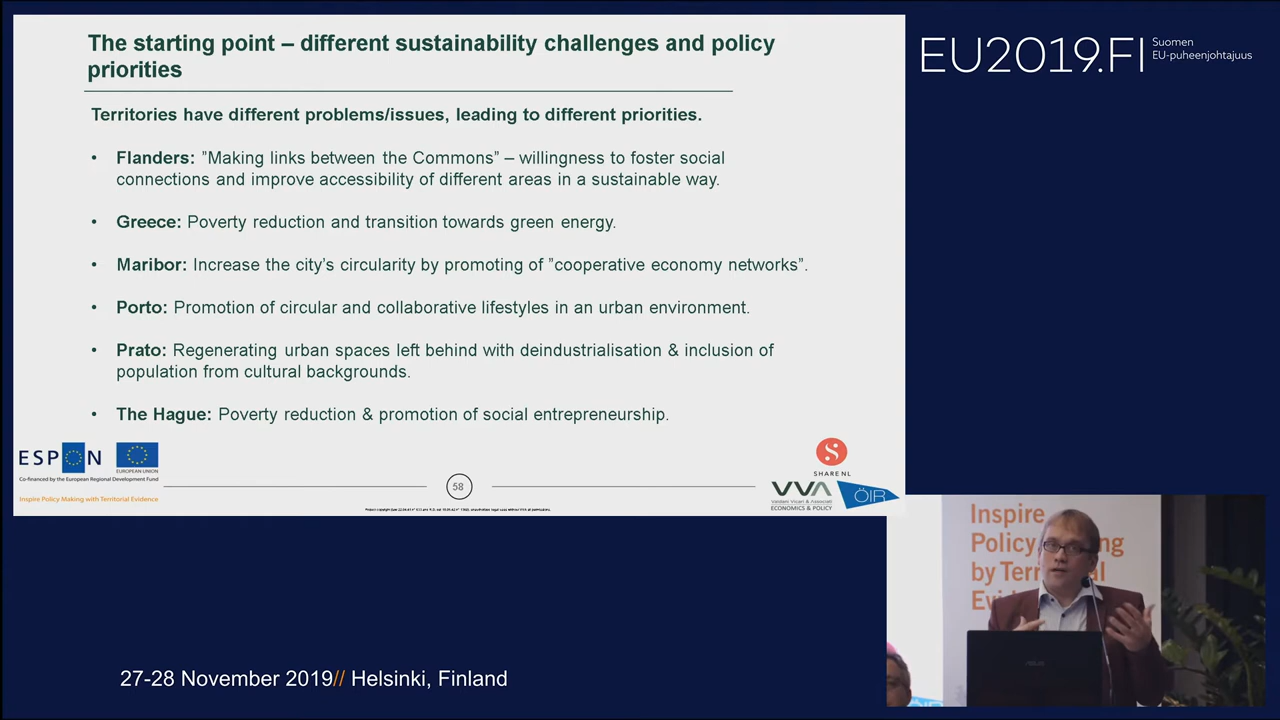 The starting point – different sustainability challenges and policy
priorities
Territories have different problems/issues, leading to different priorities.
• Flanders: ”Making links between the Commons” – willingness to foster social
connections and improve accessibility of different areas in a sustainable way.
• Greece: Poverty reduction and transition towards green energy.
• Maribor: Increase the city’s circularity by promoting of ”cooperative economy networks”.
• Porto: Promotion of circular and collaborative lifestyles in an urban environment.
• Prato: Regenerating urban spaces left behind with deindustrialisation & inclusion of
population from cultural backgrounds.
• The Hague: Poverty reduction & promotion of social entrepreneurship.
ESPON
EUROPEAN UNION
Co-financed by the European Regional Development Fund
Inspire Policy Making with Territorial Evidence
58
S
SHARE NL
VVA
Valdani Vicari & Associati
ECONOMICS & POLICY
ÖIR
EU2019.FI
Suomen
EU-puheenjohtajuus
Inspire
Policy
by
ASUS
27-28 November 2019// Helsinki, Finland